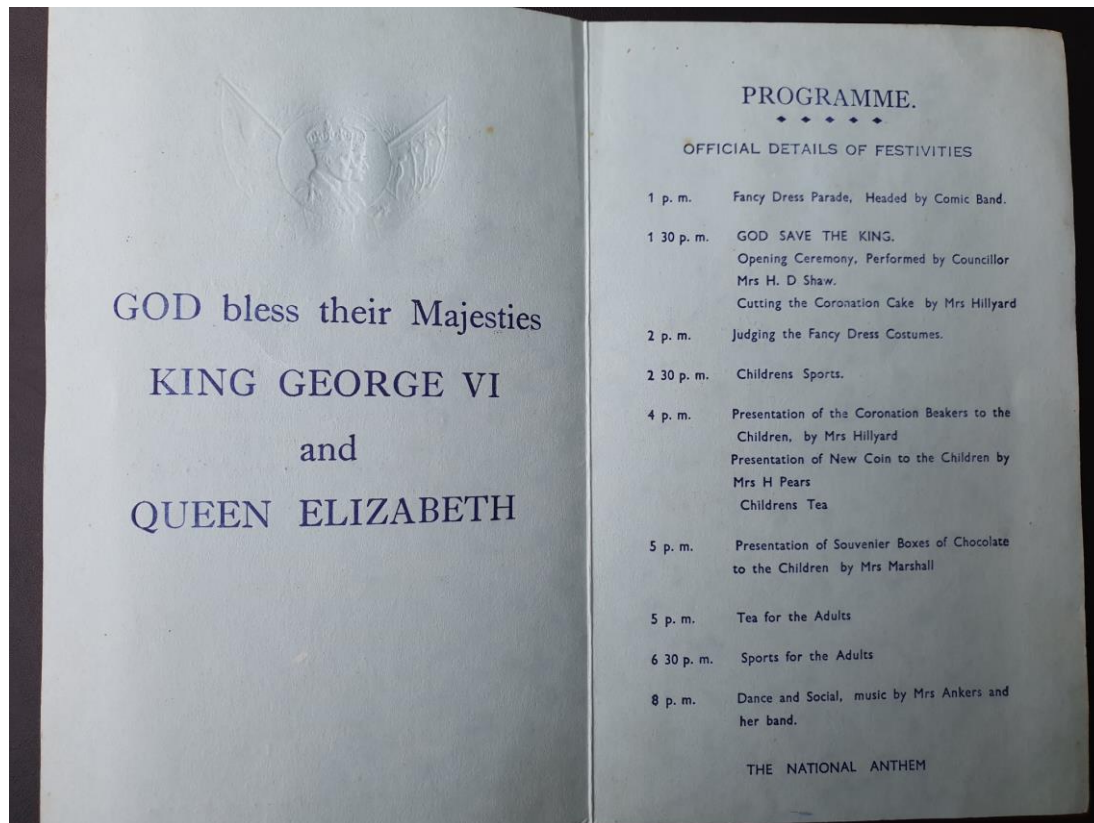 GOD bless their Majesties
KING GEORGE VI
and
QUEEN ELIZABETH
PROGRAMME.
OFFICIAL DETAILS OF FESTIVITIES
1 p. m. Fancy Dress Parade, Headed by Comic Band.
1 30 p. m. GOD SAVE THE KING.
Opening Ceremony, Performed by Councillor
Mrs H. D Shaw.
Cutting the Coronation Cake by Mrs Hillyard
2 p. m. Judging the Fancy Dress Costumes.
2 30 p. m. Childrens Sports.
4 p. m. Presentation of the Coronation Beakers to the
Children, by Mrs Hillyard
Presentation of New Coin to the Children by
Mrs H Pears
Childrens Tea
5 p. m. Presentation of Souvenier Boxes of Chocolate
to the Children by Mrs Marshall
5 p. m. Tea for the Adults
6 30 p. m. Sports for the Adults
8 p. m. Dance and Social, music by Mrs Ankers and
her band.
THE NATIONAL ANTHEM